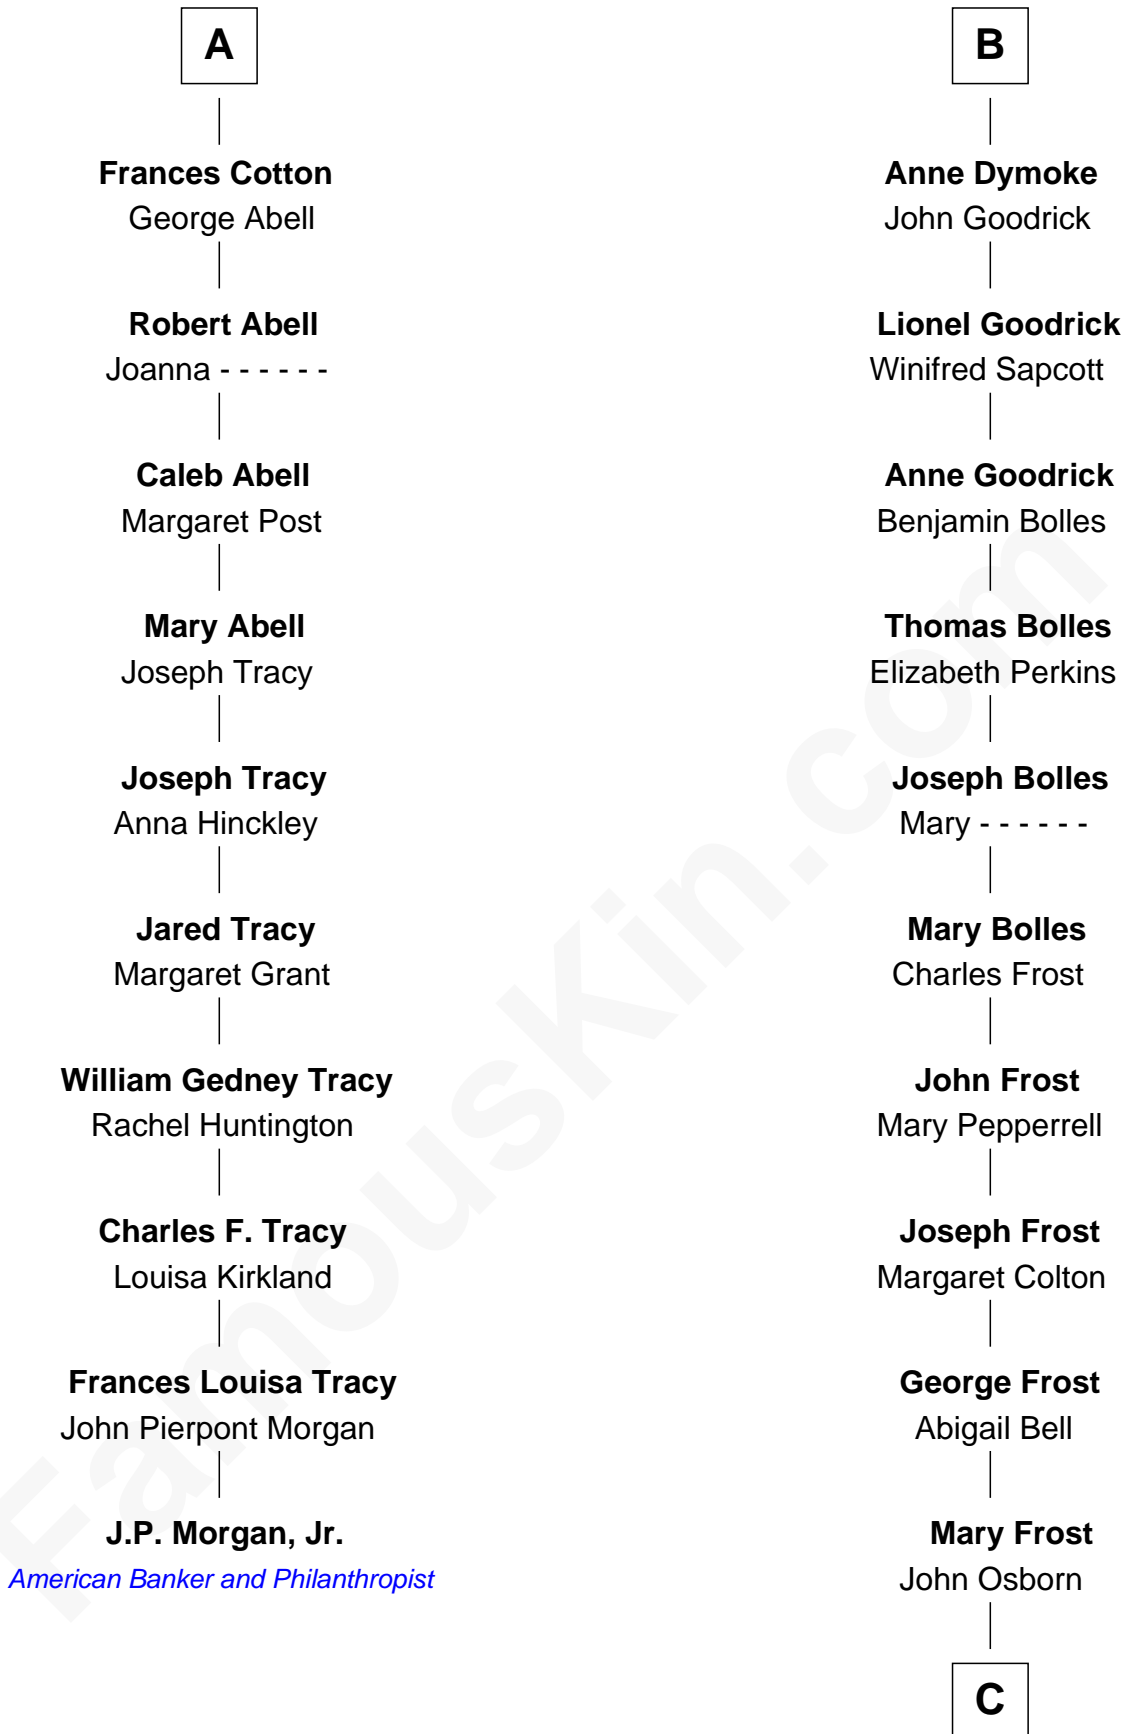 A
Frances Cotton
George Abell
Robert Abell
Joanna - - - - - -
Caleb Abell
Margaret Post
Mary Abell
Joseph Tracy
Joseph Tracy
Anna Hinckley
Jared Tracy
Margaret Grant
William Gedney Tracy
Rachel Huntington
Charles F. Tracy
Louisa Kirkland
Frances Louisa Tracy
John Pierpont Morgan
J.P. Morgan, Jr.
American Banker and Philanthropist
B
Anne Dymoke
John Goodrick
Lionel Goodrick
Winifred Sapcott
Anne Goodrick
Benjamin Bolles
Thomas Bolles
Elizabeth Perkins
Joseph Bolles
Mary - - - - - -
Mary Bolles
Charles Frost
John Frost
Mary Pepperrell
Joseph Frost
Margaret Colton
George Frost
Abigail Bell
Mary Frost
John Osborn
C
FamousKin.com